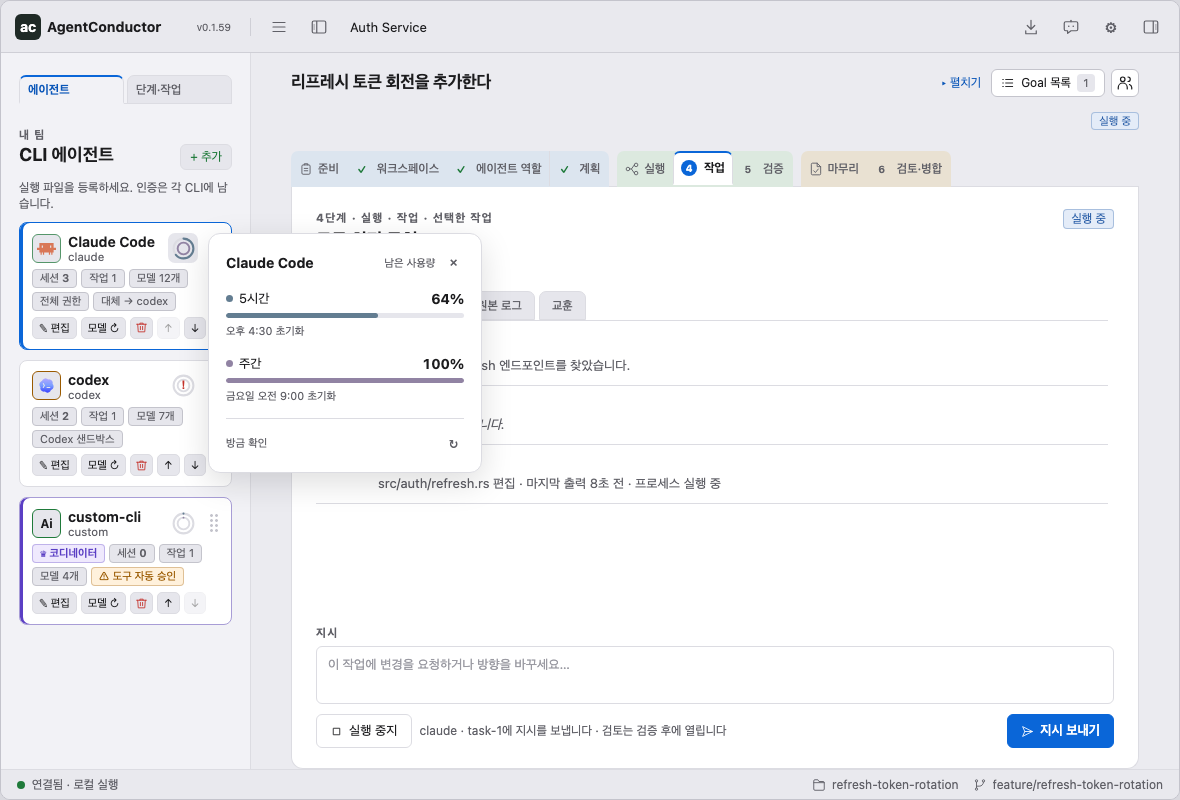 ac AgentConductor v0.1.59 Auth Service
에이전트 단계·작업
내 팀
CLI 에이전트
+ 추가
실행 파일을 등록하세요. 인증은 각 CLI에 남
습니다.
Claude Code
claude
세션 3 작업 1 모델 12개
전체 권한 대체 → codex
✎ 편집 모델 ↻ ↑ ↓
codex
codex
세션 2 작업 1 모델 7개
Codex 샌드박스
✎ 편집 모델 ↻ ↑ ↓
Ai custom-cli
custom
코디네이터 세션 0 작업 1
모델 4개 ⚠ 도구 자동 승인
✎ 편집 모델 ↻ ↑ ↓
리프레시 토큰 회전을 추가한다
▸ 펼치기 Goal 목록 1
실행 중
준비 ✓ 워크스페이스 ✓ 에이전트 역할 ✓ 계획 실행 4 작업 5 검증 마무리 6 검토·병합
4단계 · 실행 · 작업 · 선택한 작업
실행 중
Claude Code 남은 사용량 ×
5시간 64%
오후 4:30 초기화
주간 100%
금요일 오전 9:00 초기화
방금 확인 ↻
원본 로그 교훈
sh 엔드포인트를 찾았습니다.
니다.
src/auth/refresh.rs 편집 · 마지막 출력 8초 전 · 프로세스 실행 중
지시
이 작업에 변경을 요청하거나 방향을 바꾸세요...
실행 중지 claude · task-1에 지시를 보냅니다 · 검토는 검증 후에 열립니다
지시 보내기
연결됨 · 로컬 실행 refresh-token-rotation feature/refresh-token-rotation